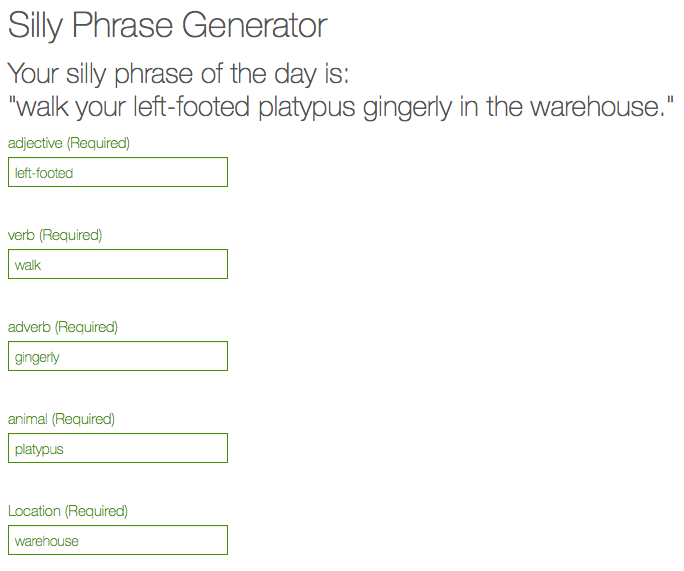 Silly Phrase Generator
Your silly phrase of the day is:
"walk your left-footed platypus gingerly in the warehouse."
adjective (Required)
left-footed
verb (Required)
walk
adverb (Required)
gingerly
animal (Required)
platypus
Location (Required)
warehouse